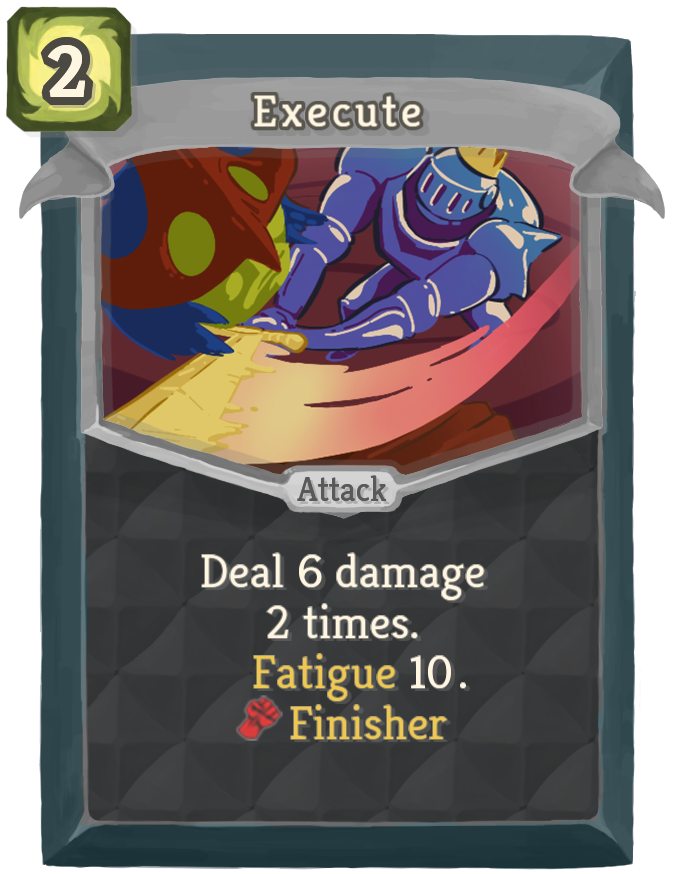 2
Execute
Attack
Deal 6 damage
2 times.
Fatigue 10.
Finisher